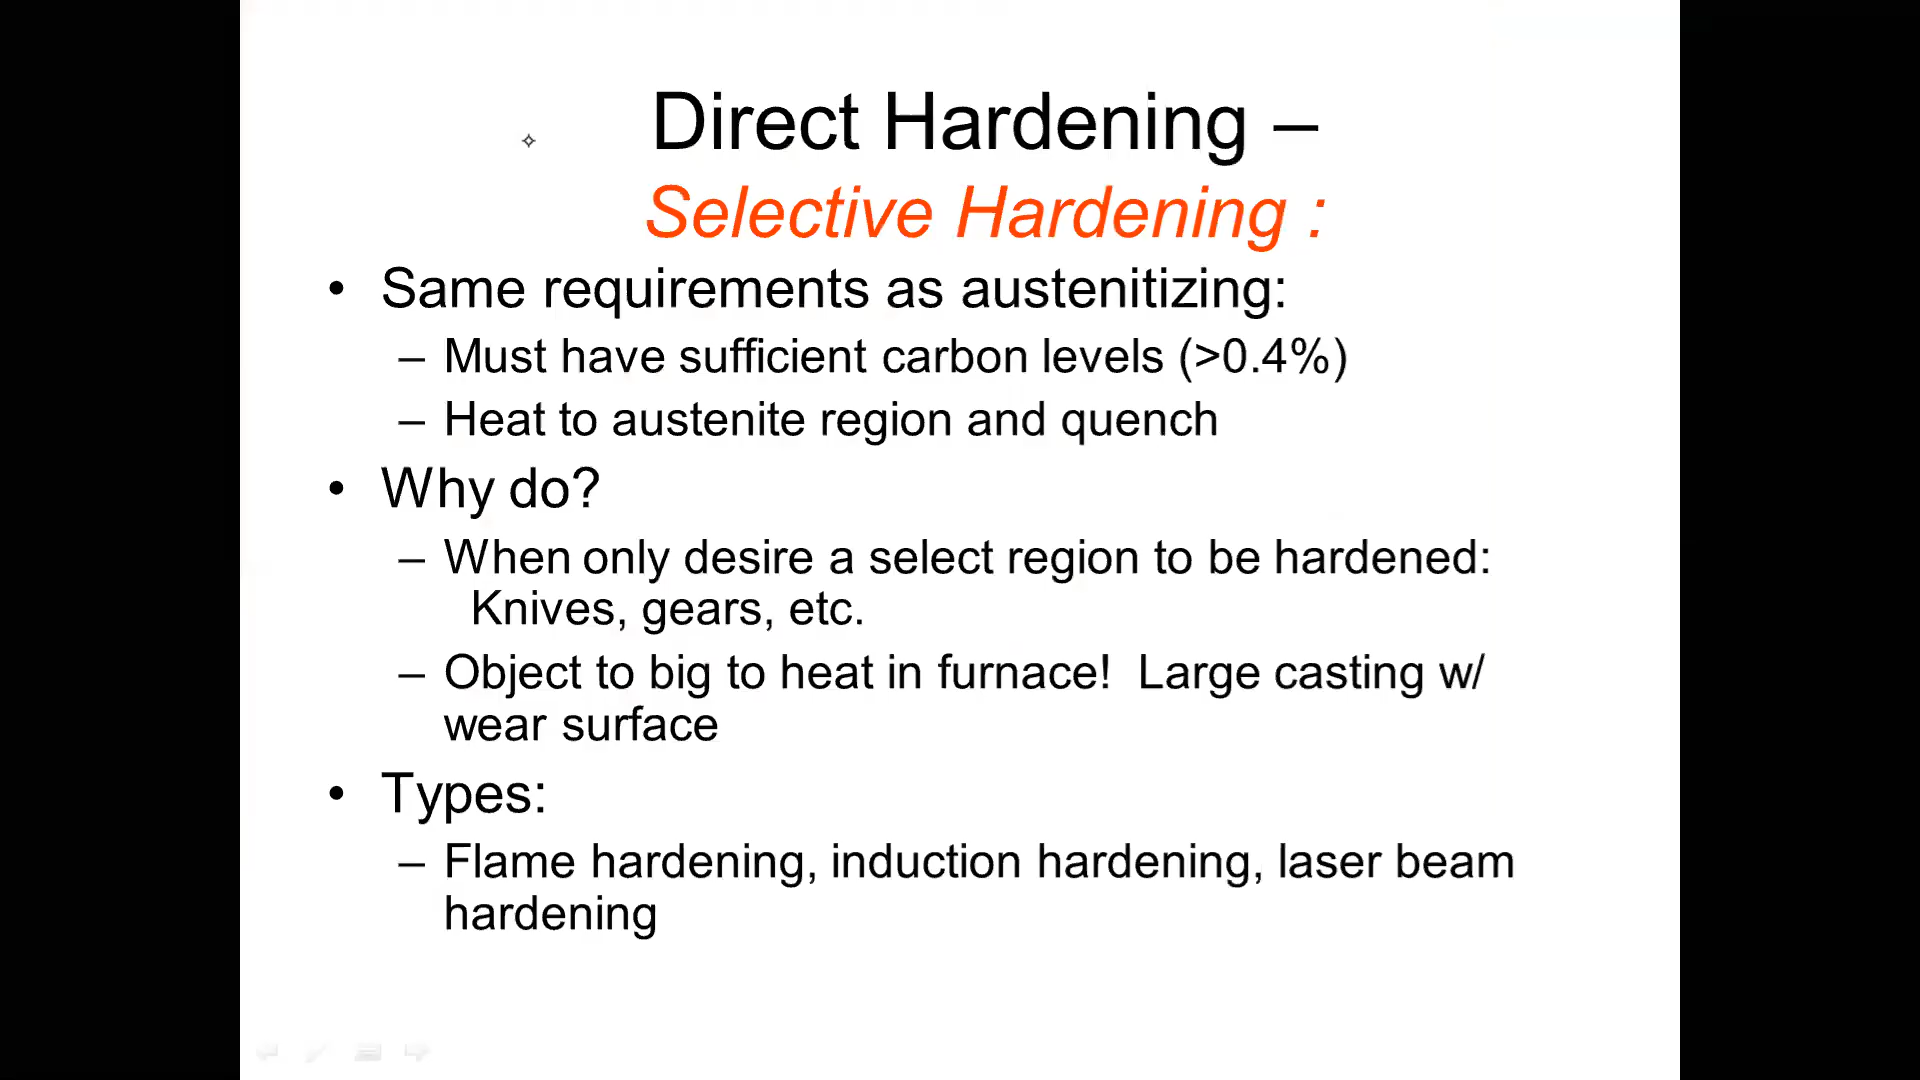 Direct Hardening –
Selective Hardening :
• Same requirements as austenitizing:
– Must have sufficient carbon levels (>0.4%)
– Heat to austenite region and quench
• Why do?
– When only desire a select region to be hardened:
Knives, gears, etc.
– Object to big to heat in furnace!  Large casting w/
wear surface
• Types:
– Flame hardening, induction hardening, laser beam
hardening